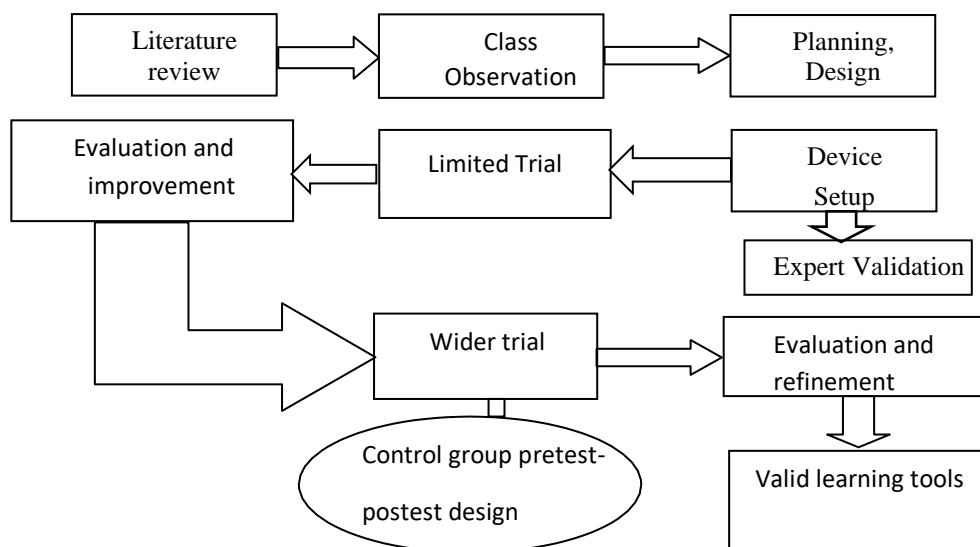 Literature
review
Class
Observation
Planning,
Design
Evaluation and
improvement
Limited Trial
Device
Setup
Expert Validation
Wider trial
Evaluation and
refinement
Control group pretest-
postest design
Valid learning tools